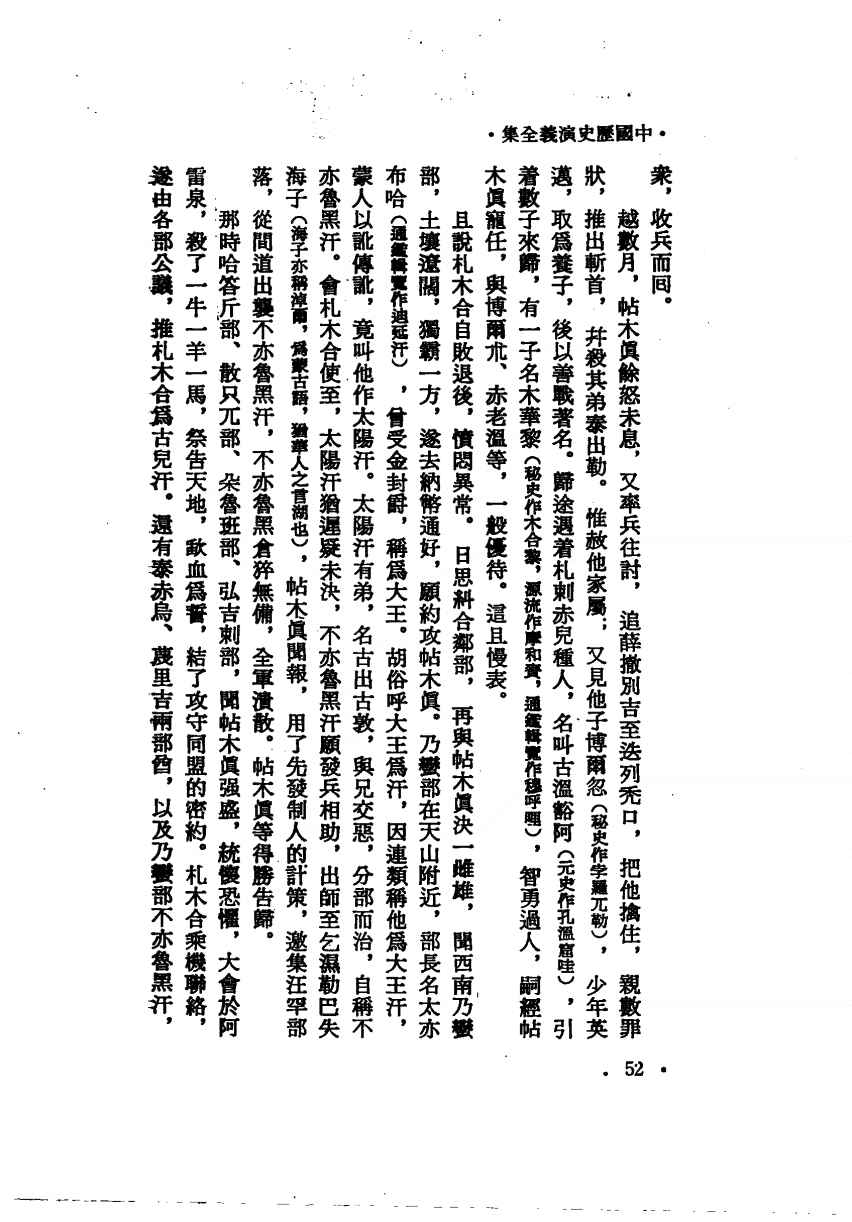 ·中國歷史演義全集·
衆，收兵而回。
越數月，帖木眞餘怒未息，又率兵往討，追薛撤別吉至迭列禿口，把他擒住，親數罪
狀，推出斬首，幷殺其弟泰出勒。惟赦他家屬；又見他子博爾忽（秘史作孛羅兀勒），少年英
邁，取爲養子，後以善戰著名。歸途遇着札刺赤兒種人，名叫古溫豁阿（元史作孔溫窟哇），引
着數子來歸，有一子名木華黎（秘史作木合黎，源流作摩和賚，通鑑輯覽作穆呼哩），智勇過人，嗣經帖
木眞寵任，與博爾朮、赤老溫等，一般優待。這且慢表。
且說札木合自敗退後，憤悶異常。日思糾合鄰部，再與帖木眞決一雌雄，聞西南乃蠻
部，土壤遼闊，獨霸一方，遂去納幣通好，願約攻帖木眞。乃蠻部在天山附近，部長名太亦
布哈（通鑑輯覽作迪延汗），曾受金封爵，稱爲大王。胡俗呼大王爲汗，因連類稱他爲大王汗，
蒙人以訛傳訛，竟叫他作太陽汗。太陽汗有弟，名古出古敦，與兄交惡，分部而治，自稱不
亦魯黑汗。會札木合使至，太陽汗猶遲疑未決，不亦魯黑汗願發兵相助，出師至乞濕勒巴失
海子（海子亦稱淖爾，爲蒙古語，猶華人之言湖也），帖木眞聞報，用了先發制人的計策，邀集汪罕部
落，從間道出襲不亦魯黑汗，不亦魯黑倉猝無備，全軍潰散。帖木眞等得勝告歸。
那時哈答斤部、散只兀部、朶魯班部、弘吉刺部，聞帖木眞强盛，統懷恐懼，大會於阿
雷泉，殺了一牛一羊一馬，祭告天地，歃血爲誓，結了攻守同盟的密約。札木合乘機聯絡，
遂由各部公議，推札木合爲古兒汗。還有泰赤烏、蔑里吉兩部酋，以及乃蠻部不亦魯黑汗，
·52·